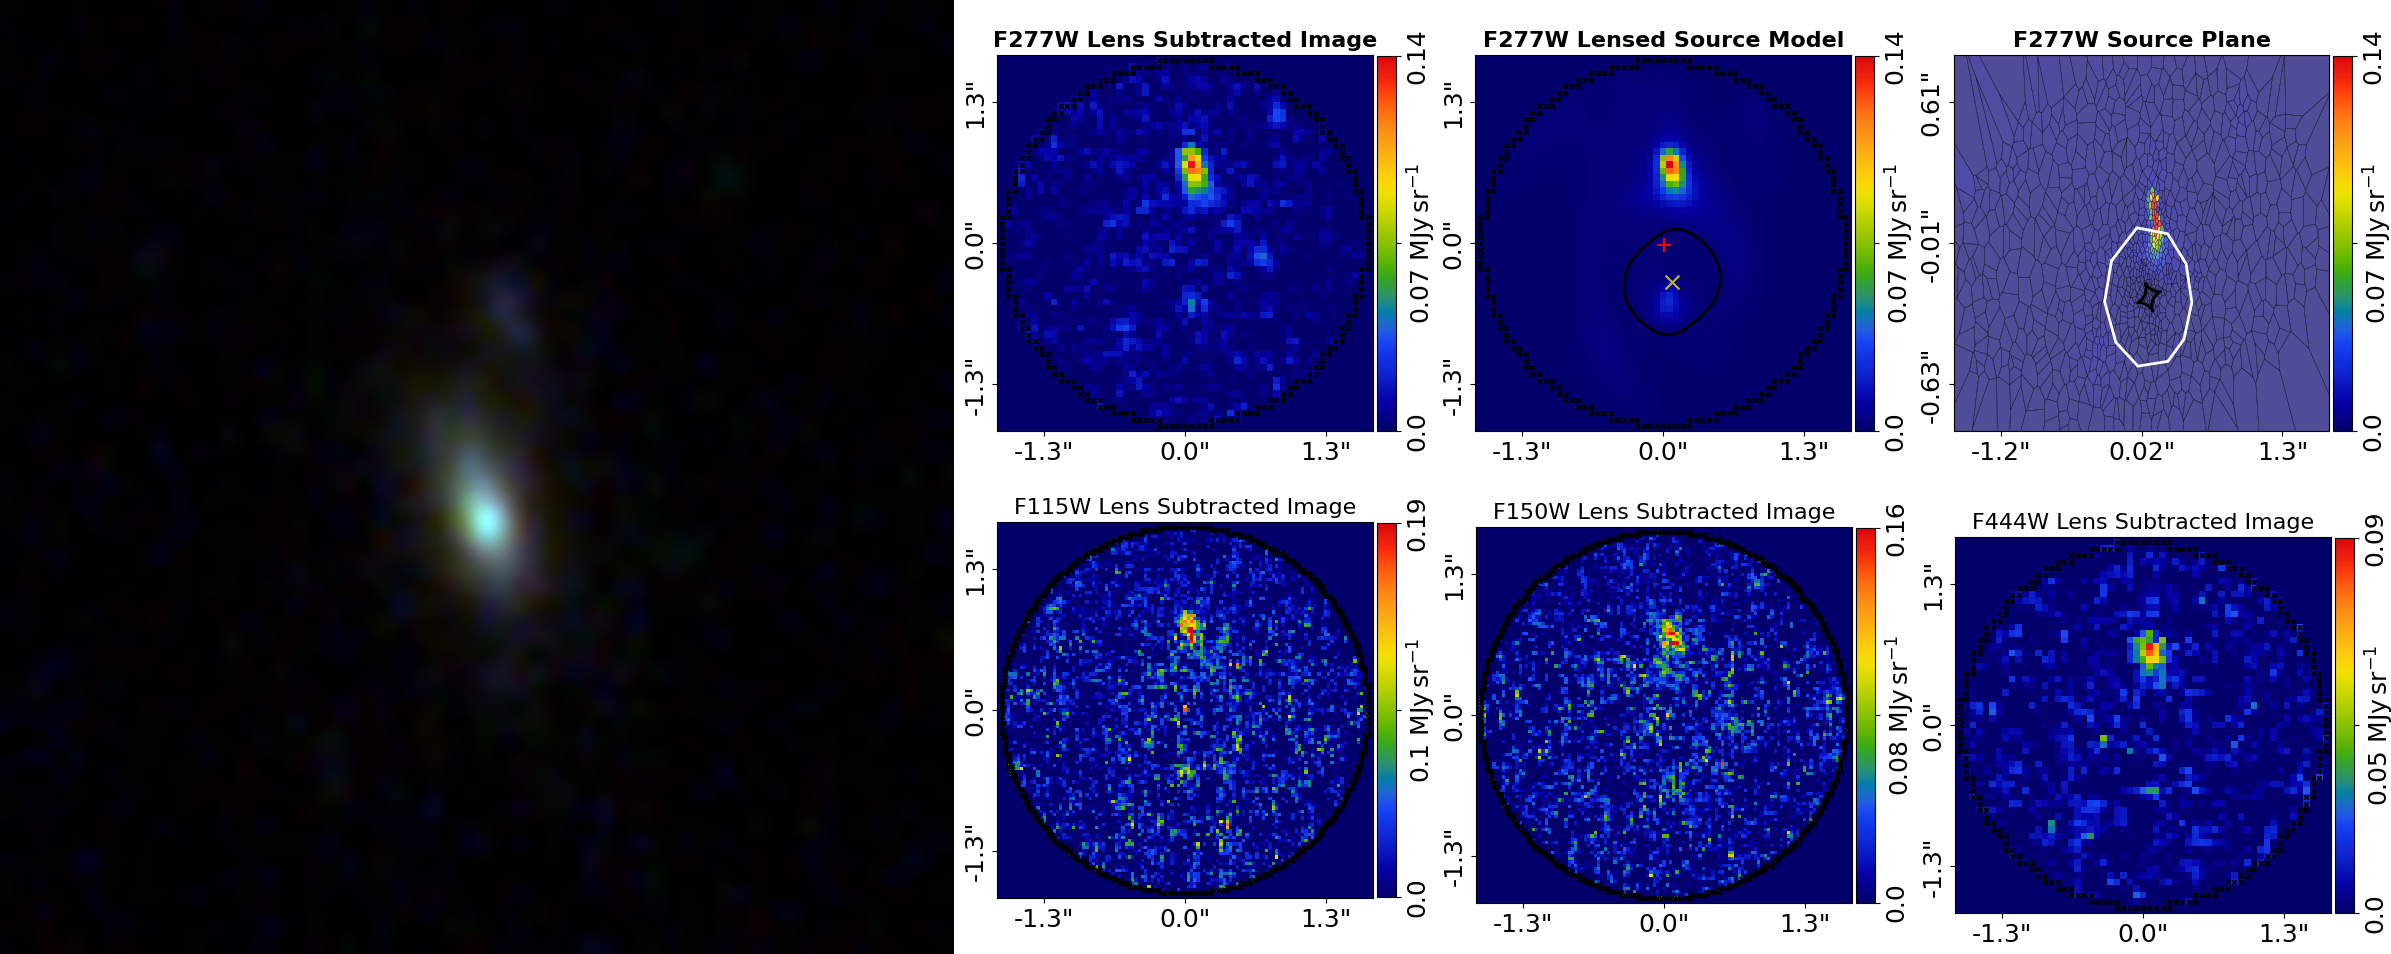 F277W Lens Subtracted Image
1.3"
0.0"
-1.3"
-1.3" 0.0" 1.3"
0.14
0.07 MJy sr−1
0.0
F277W Lensed Source Model
1.3"
0.0"
-1.3"
-1.3" 0.0" 1.3"
0.14
0.07 MJy sr−1
0.0
F277W Source Plane
0.61"
-0.01"
-0.63"
-1.2" 0.02" 1.3"
0.14
0.07 MJy sr−1
0.0
F115W Lens Subtracted Image
1.3"
0.0"
-1.3"
-1.3" 0.0" 1.3"
0.19
0.1 MJy sr−1
0.0
F150W Lens Subtracted Image
1.3"
0.0"
-1.3"
-1.3" 0.0" 1.3"
0.16
0.08 MJy sr−1
0.0
F444W Lens Subtracted Image
1.3"
0.0"
-1.3"
-1.3" 0.0" 1.3"
0.09
0.05 MJy sr−1
0.0